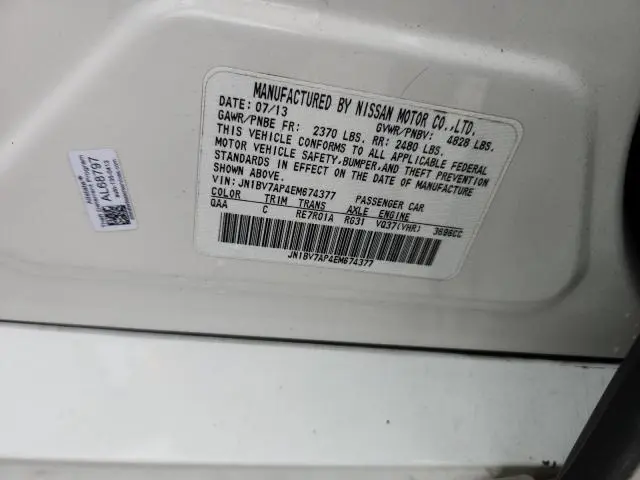 MANUFACTURED BY NISSAN MOTOR CO.,LTD.
DATE: 07/13 GVWR/PNBV: 4828 LBS.
GAWR/PNBE FR: 2370 LBS. RR: 2480 LBS.
THIS VEHICLE CONFORMS TO ALL APPLICABLE FEDERAL
MOTOR VEHICLE SAFETY,BUMPER,AND THEFT PREVENTION
STANDARDS IN EFFECT ON THE DATE OF MANUFACTURE
SHOWN ABOVE.
VIN: JN1BV7AP4EM674377 PASSENGER CAR
COLOR TRIM TRANS AXLE ENGINE
QAA C RE7R01A RG31 VQ37(VHR) 3696CC
JN1BV7AP4EM674377
AL68797